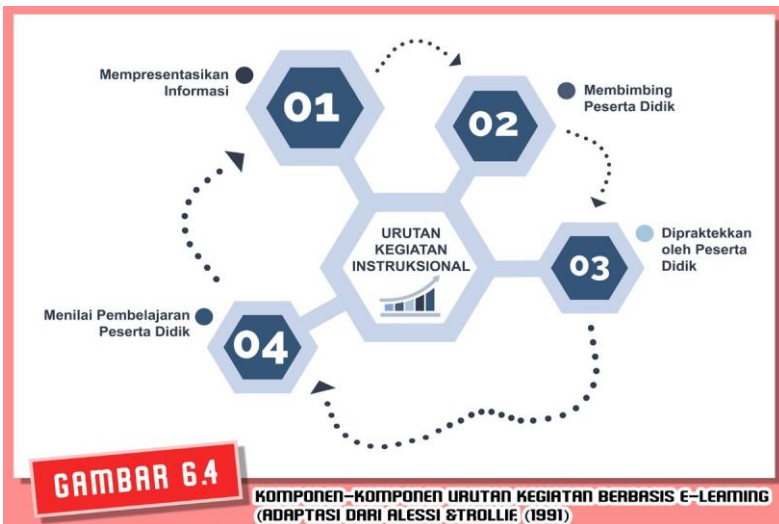 Mempresentasikan
Informasi
01
02
Membimbing
Peserta Didik
URUTAN
KEGIATAN
INSTRUKSIONAL
03
Dipraktekkan
oleh Peserta
Didik
Menilai Pembelajaran
Peserta Didik
04
GAMBAR 6.4
KOMPONEN-KOMPONEN URUTAN KEGIATAN BERBASIS E-LEARNING
(ADAPTASI DARI ALESSI &TROLLIE (1991)